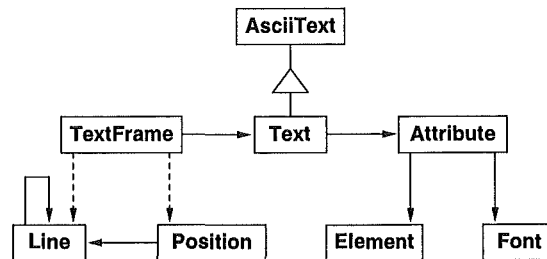 AsciiText
TextFrame
Text
Attribute
Line
Position
Element
Font